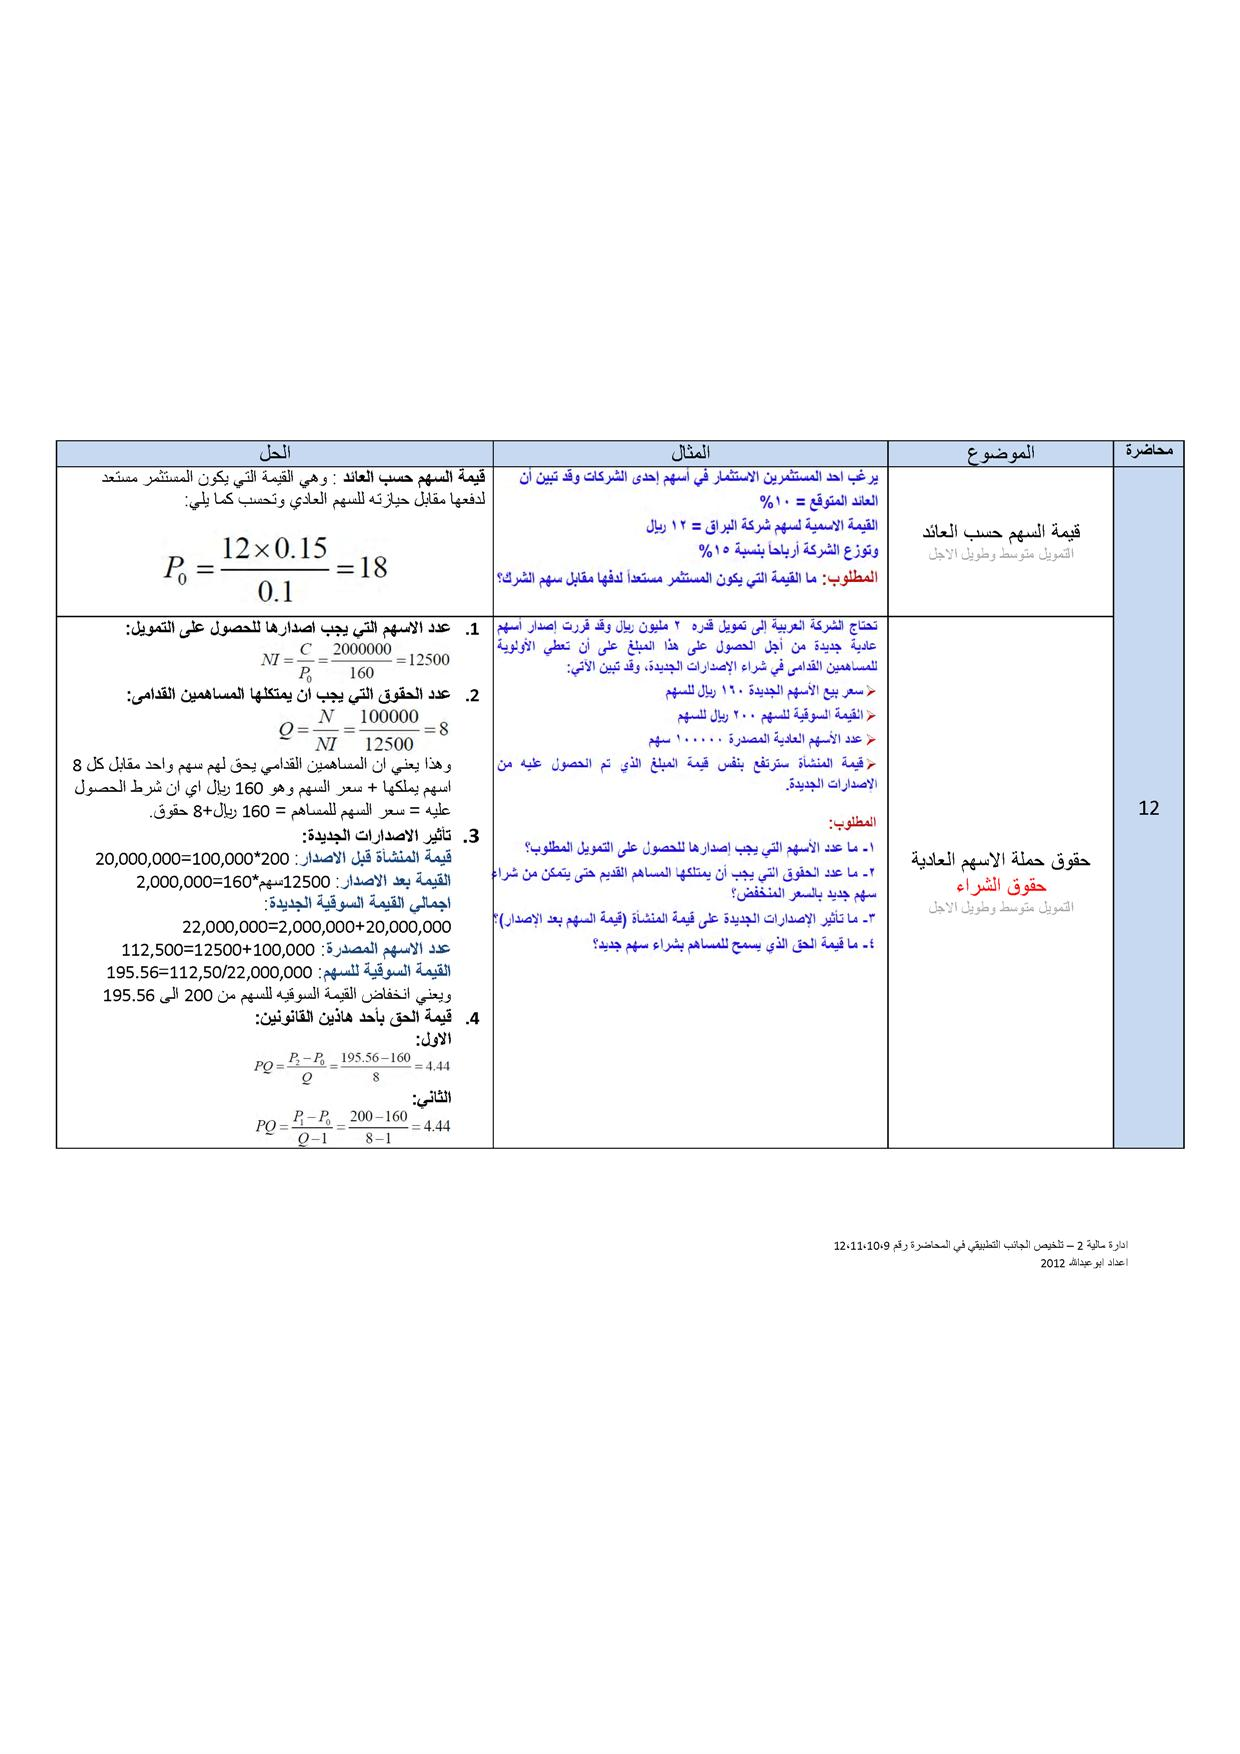 محاضرة
الموضوع
المثال
الحل
12
قيمة السهم حسب العائد
التمويل متوسط وطويل الاجل
يرغب احد المستثمرين الاستثمار في أسهم إحدى الشركات وقد تبين أن
العائد المتوقع = ١٠%
القيمة الاسمية لسهم شركة البراق = ١٢ ريال
وتوزع الشركة أرباحاً بنسبة ١٥%
المطلوب: ما القيمة التي يكون المستثمر مستعداً لدفها مقابل سهم الشرك؟
قيمة السهم حسب العائد : وهي القيمة التي يكون المستثمر مستعد
لدفعها مقابل حيازته للسهم العادي وتحسب كما يلي:
P0 = 12×0.15 / 0.1 = 18
حقوق حملة الاسهم العادية
حقوق الشراء
التمويل متوسط وطويل الاجل
تحتاج الشركة العربية إلى تمويل قدره ٢ مليون ريال وقد قررت إصدار أسهم
عادية جديدة من أجل الحصول على هذا المبلغ على أن تعطي الأولوية
للمساهمين القدامى في شراء الإصدارات الجديدة، وقد تبين الآتي:
➢سعر بيع الأسهم الجديدة ١٦٠ ريال للسهم
➢القيمة السوقية للسهم ٢٠٠ ريال للسهم
➢عدد الأسهم العادية المصدرة ١٠٠٠٠٠ سهم
➢قيمة المنشأة سترتفع بنفس قيمة المبلغ الذي تم الحصول عليه من
الإصدارات الجديدة.
المطلوب:
١- ما عدد الأسهم التي يجب إصدارها للحصول على التمويل المطلوب؟
٢- ما عدد الحقوق التي يجب أن يمتلكها المساهم القديم حتى يتمكن من شراء
سهم جديد بالسعر المنخفض؟
٣- ما تأثير الإصدارات الجديدة على قيمة المنشأة (قيمة السهم بعد الإصدار)؟
٤- ما قيمة الحق الذي يسمح للمساهم بشراء سهم جديد؟
1. عدد الاسهم التي يجب اصدارها للحصول على التمويل:
NI = C / P0 = 2000000 / 160 = 12500
2. عدد الحقوق التي يجب ان يمتكلها المساهمين القدامى:
Q = N / NI = 100000 / 12500 = 8
وهذا يعني ان المساهمين القدامي يحق لهم سهم واحد مقابل كل 8
اسهم يملكها + سعر السهم وهو 160 ريال اي ان شرط الحصول
عليه = سعر السهم للمساهم = 160 ريال+8 حقوق.
3. تأثير الاصدارات الجديدة:
قيمة المنشأة قبل الاصدار: 200*100,000=20,000,000
القيمة بعد الاصدار: 12500سهم*160=2,000,000
اجمالي القيمة السوقية الجديدة:
22,000,000=2,000,000+20,000,000
عدد الاسهم المصدرة: 100,000+12500=112,500
القيمة السوقية للسهم: 22,000,000/112,50=195.56
ويعني انخفاض القيمة السوقيه للسهم من 200 الى 195.56
4. قيمة الحق بأحد هاذين القانونين:
الاول:
PQ = P2 − P0 / Q = 195.56 − 160 / 8 = 4.44
الثاني:
PQ = P1 − P0 / Q − 1 = 200 − 160 / 8 − 1 = 4.44
ادارة مالية 2 – تلخيص الجانب التطبيقي في المحاضرة رقم 9،10،11،12
اعداد ابوعبدالله 2012